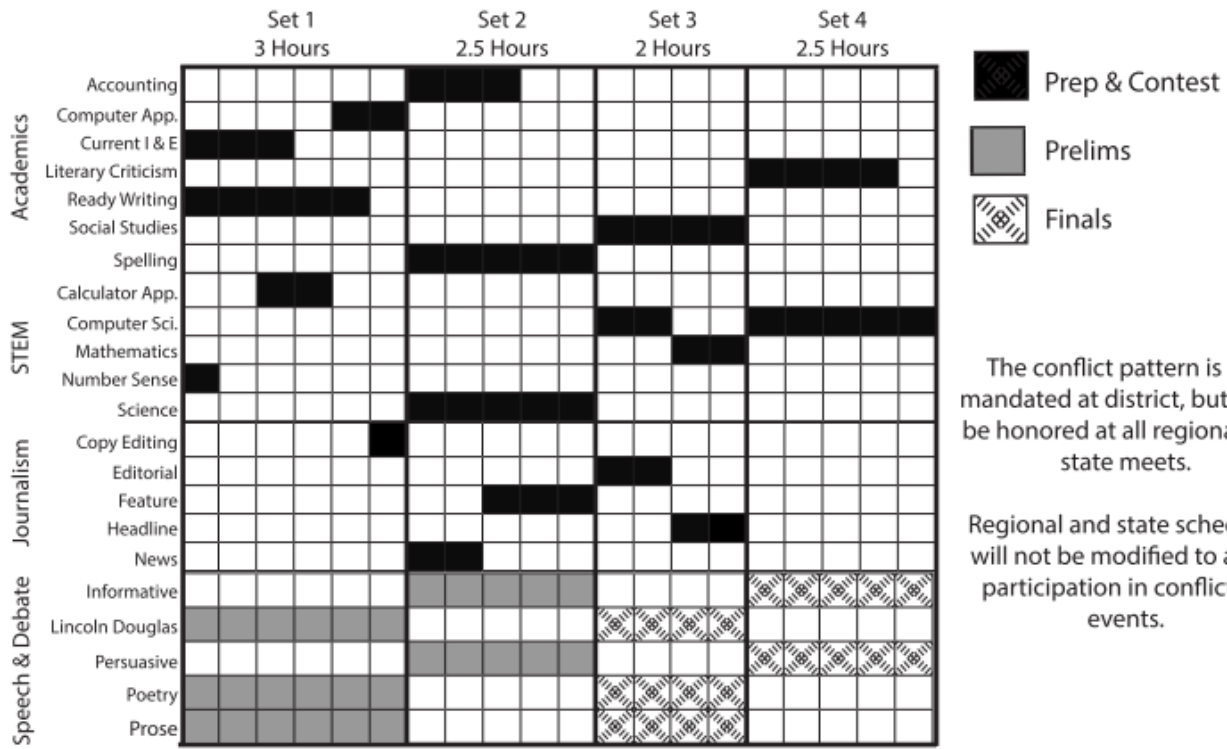 Set 1
3 Hours
Set 2
2.5 Hours
Set 3
2 Hours
Set 4
2.5 Hours
Academics
Accounting
Computer App.
Current I & E
Literary Criticism
Ready Writing
Social Studies
Spelling
STEM
Calculator App.
Computer Sci.
Mathematics
Number Sense
Science
Journalism
Copy Editing
Editorial
Feature
Headline
News
Speech & Debate
Informative
Lincoln Douglas
Persuasive
Poetry
Prose
Prep & Contest
Prelims
Finals
The conflict pattern is
mandated at district, but
be honored at all
state meets.
Regional and state
will not be modified to
participation in
events.